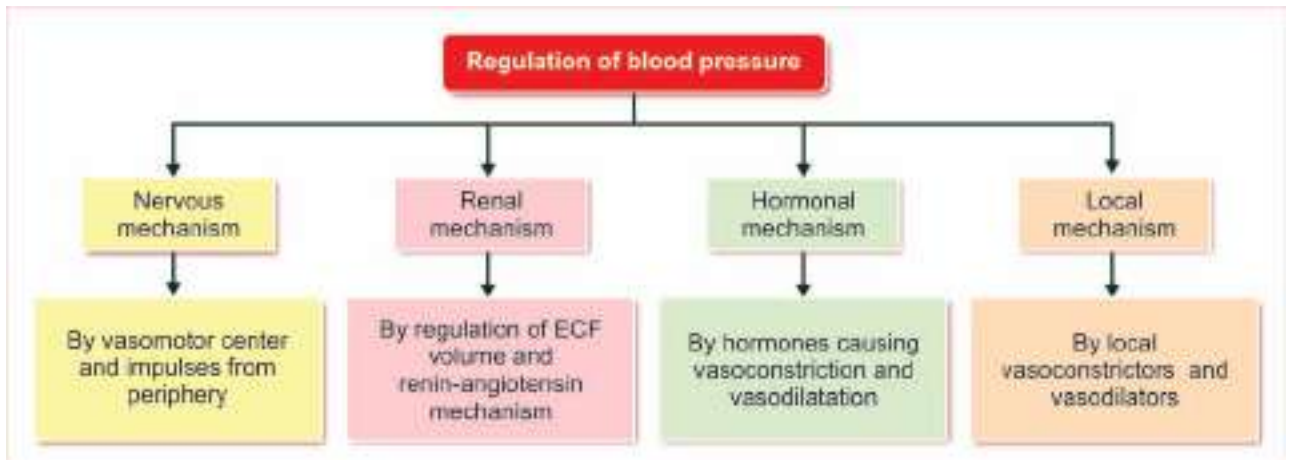 Regulation of blood pressure
Nervous
mechanism
Renal
mechanism
Hormonal
mechanism
Local
mechanism
By vasomotor center
and impulses from
periphery
By regulation of ECF
volume and
renin-angiotensin
mechanism
By hormones causing
vasoconstriction and
vasodilatation
By local
vasoconstrictors and
vasodilators